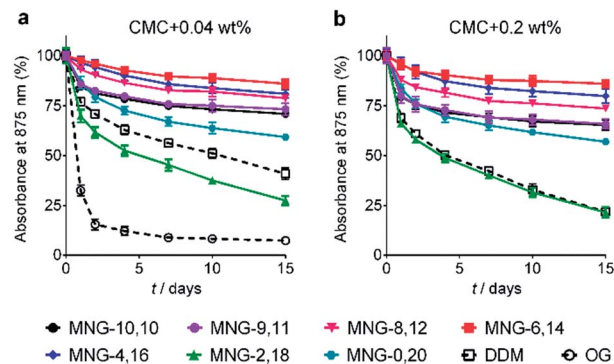 a CMC+0.04 wt%
Absorbance at 875 nm (%)
100
75
50
25
0
0 5 10 15
t / days
b CMC+0.2 wt%
Absorbance at 875 nm (%)
100
75
50
25
0
0 5 10 15
t / days
MNG-10,10 MNG-9,11 MNG-8,12 MNG-6,14
MNG-4,16 MNG-2,18 MNG-0,20 DDM OG